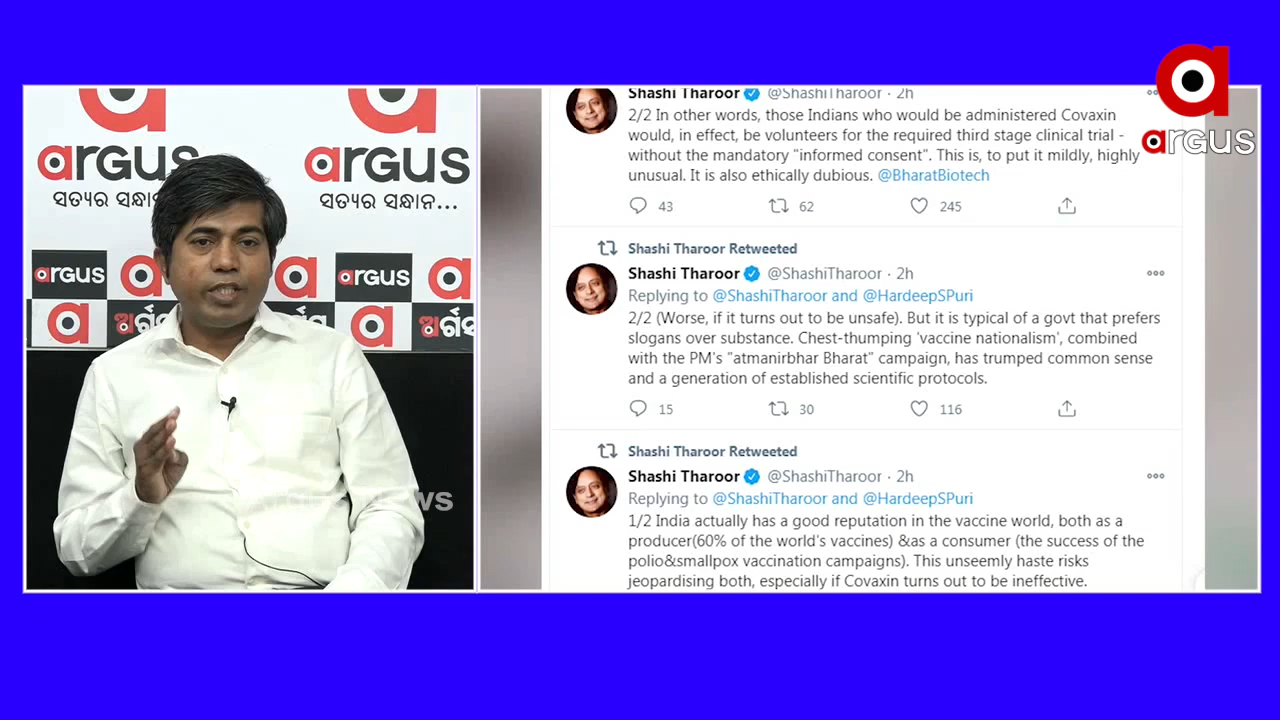 argus
argus
ସତ୍ୟର ସନ୍ଧାନ
argus
ସତ୍ୟର ସନ୍ଧାନ...
argus
argus
ଅର୍ଗସ
Shashi Tharoor @ShashiTharoor · 2h
2/2 In other words, those Indians who would be administered Covaxin
would, in effect, be volunteers for the required third stage clinical trial -
without the mandatory "informed consent". This is, to put it mildly, highly
unusual. It is also ethically dubious. @BharatBiotech
43 62 245
Shashi Tharoor Retweeted
Shashi Tharoor @ShashiTharoor · 2h
Replying to @ShashiTharoor and @HardeepSPuri
2/2 (Worse, if it turns out to be unsafe). But it is typical of a govt that prefers
slogans over substance. Chest-thumping 'vaccine nationalism', combined
with the PM's "atmanirbhar Bharat" campaign, has trumped common sense
and a generation of established scientific protocols.
15 30 116
Shashi Tharoor Retweeted
Shashi Tharoor @ShashiTharoor · 2h
Replying to @ShashiTharoor and @HardeepSPuri
1/2 India actually has a good reputation in the vaccine world, both as a
producer(60% of the world's vaccines) &as a consumer (the success of the
polio&smallpox vaccination campaigns). This unseemly haste risks
jeopardising both, especially if Covaxin turns out to be ineffective.